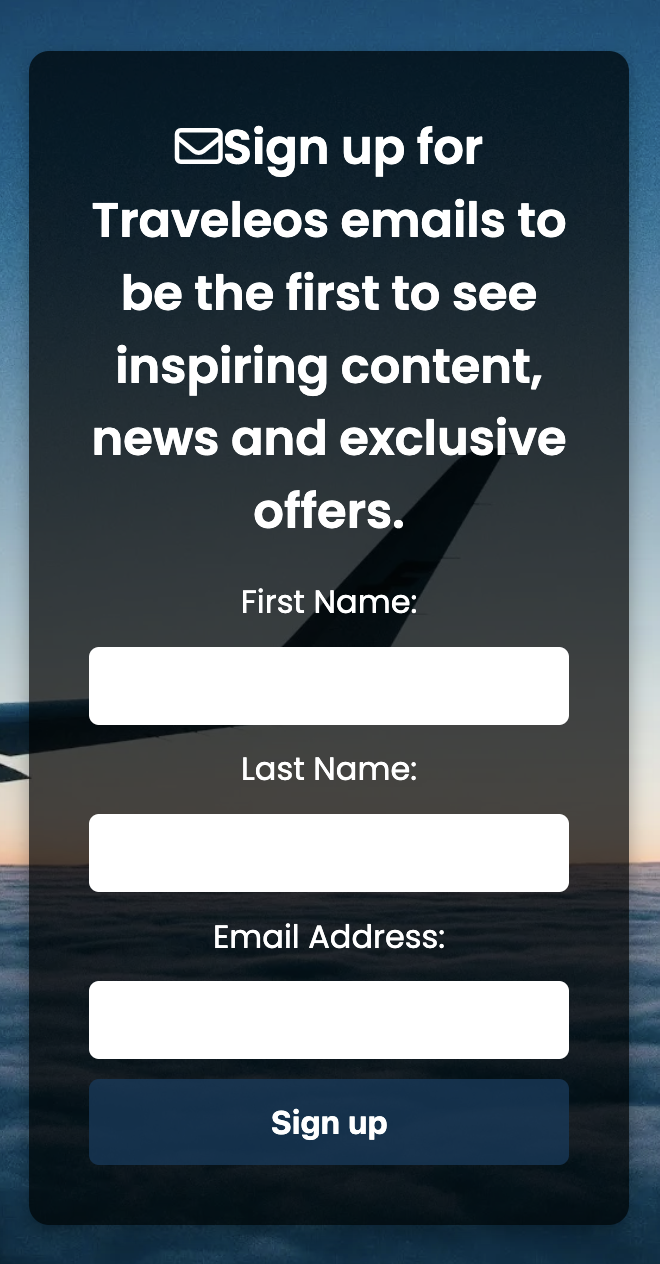 Sign up for
Traveleos emails to
be the first to see
inspiring content,
news and exclusive
offers.
First Name:
Last Name:
Email Address:
Sign up